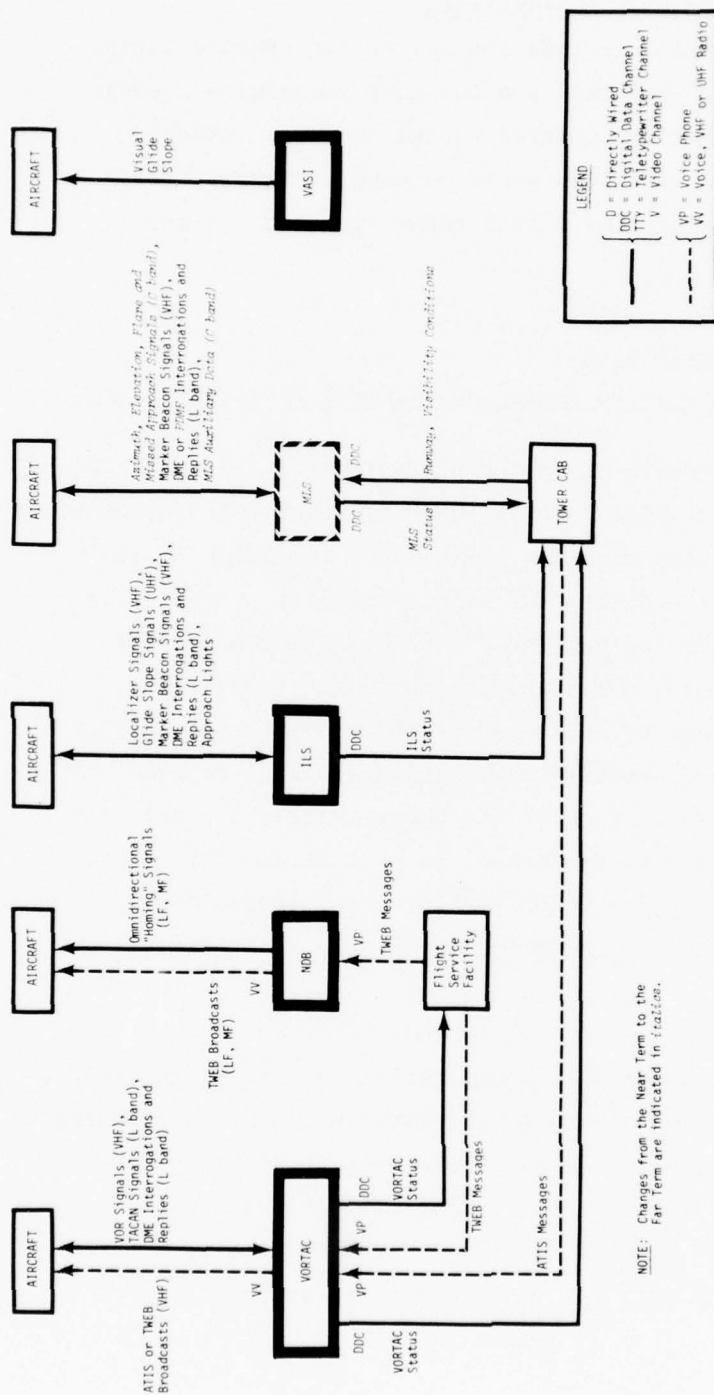 AIRCRAFT
ATIS or TWEB
Broadcasts (VHF)
VV
VOR Signals (VHF),
TACAN Signals (L band),
DME Interrogations and
Replies (L band)
VORTAC
DDC
VORTAC
Status
VP
ATIS Messages
VP
TWEB Messages
DDC
VORTAC
Status
AIRCRAFT
TWEB Broadcasts
(LF, MF)
VV
Omnidirectional
"Homing" Signals
(LF, MF)
NDB
VP
TWEB Messages
Flight
Service
Facility
AIRCRAFT
Localizer Signals (VHF),
Glide Slope Signals (UHF),
Marker Beacon Signals (VHF),
DME Interrogations and
Replies (L band),
Approach Lights
ILS
DDC
ILS
Status
AIRCRAFT
Azimuth, Elevation, Flare and
Missed Approach Signals (C band),
Marker Beacon Signals (VHF),
DME or PDME Interrogations and
Replies (L band),
MLS Auxiliary Data (C band)
MLS
DDC
MLS
Status
DDC
Runway, Visibility Conditions
TOWER CAB
AIRCRAFT
Visual
Glide
Slope
VASI
NOTE: Changes from the Near Term to the
Far Term are indicated in italics.
LEGEND
D = Directly Wired
DDC = Digital Data Channel
TTY = Teletypewriter Channel
V = Video Channel
VP = Voice Phone
VV = Voice, VHF or UHF Radio